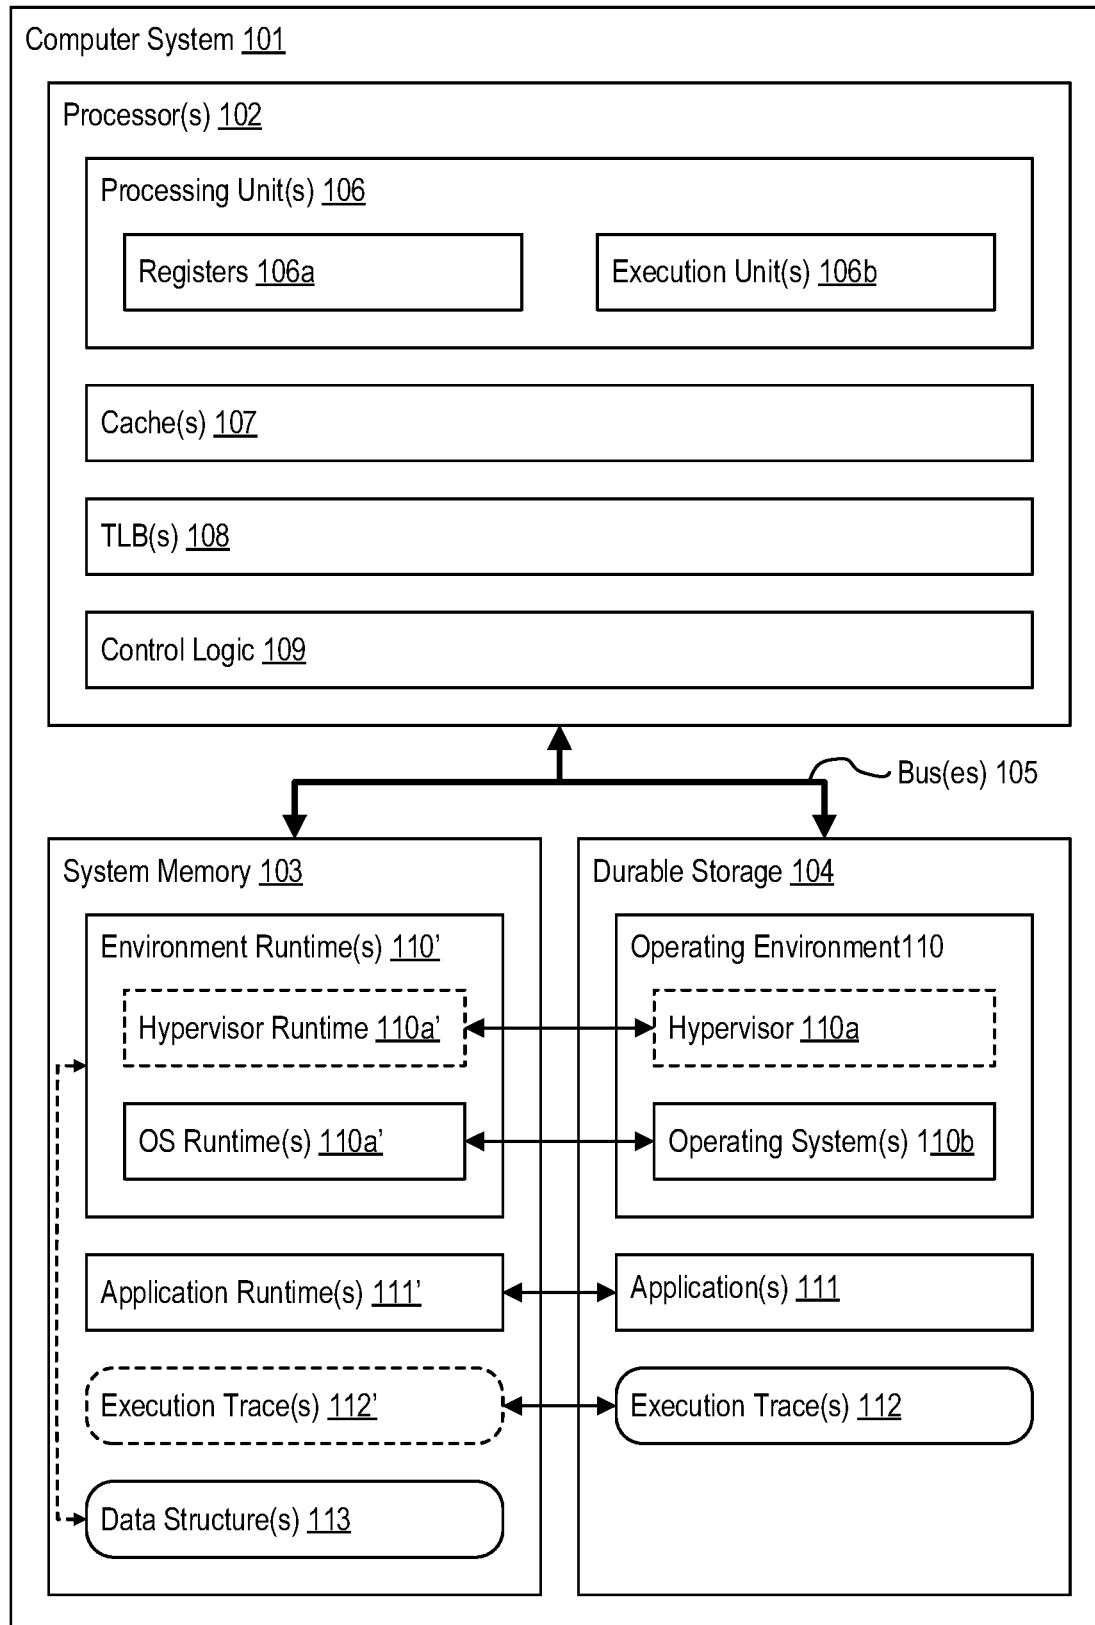 Computer System 101
Processor(s) 102
Processing Unit(s) 106
Registers 106a
Execution Unit(s) 106b
Cache(s) 107
TLB(s) 108
Control Logic 109
Bus(es) 105
System Memory 103
Environment Runtime(s) 110’
Hypervisor Runtime 110a’
OS Runtime(s) 110a’
Application Runtime(s) 111’
Execution Trace(s) 112’
Data Structure(s) 113
Durable Storage 104
Operating Environment110
Hypervisor 110a
Operating System(s) 110b
Application(s) 111
Execution Trace(s) 112